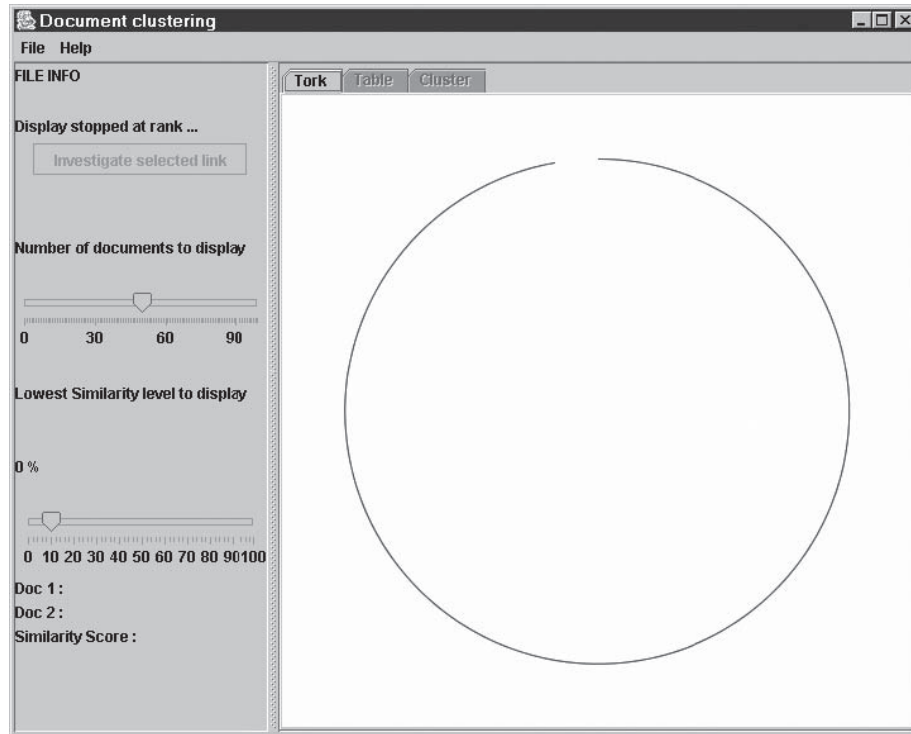 Document clustering
File Help
FILE INFO
Tork Table Cluster
Display stopped at rank ...
Investigate selected link
Number of documents to display
0 30 60 90
Lowest Similarity level to display
0 %
0 10 20 30 40 50 60 70 80 90 100
Doc 1 :
Doc 2 :
Similarity Score :